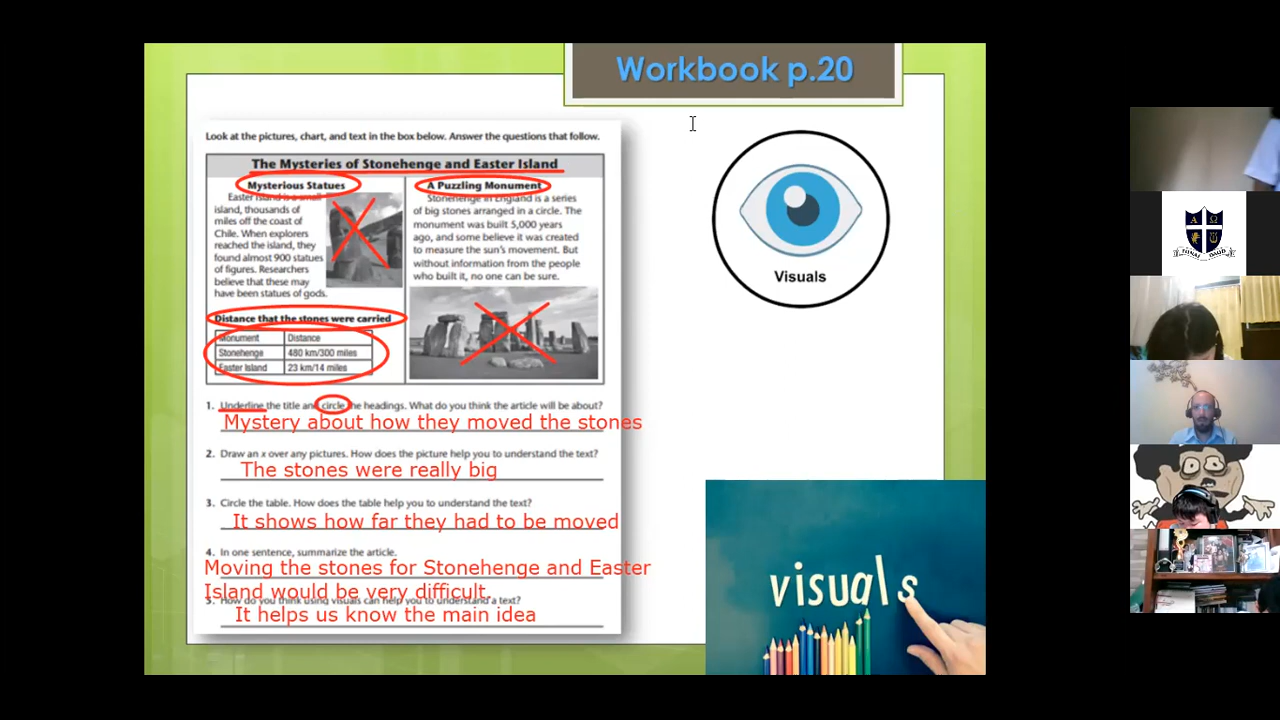 Workbook p.20
Look at the pictures, chart, and text in the box below. Answer the questions that follow.
The Mysteries of Stonehenge and Easter Island
Mysterious Statues
Easter Island is a small
island, thousands of
miles off the coast of
Chile. When explorers
reached the island, they
found almost 900 statues
of figures. Researchers
believe that these may
have been statues of gods.
Distance that the stones were carried
Monument Distance
Stonehenge 480 km/300 miles
Easter Island 23 km/14 miles
A Puzzling Monument
Stonehenge in England is a series
of big stones arranged in a circle. The
monument was built 5,000 years
ago, and some believe it was created
to measure the sun's movement. But
without information from the people
who built it, no one can be sure.
1. Underline the title and circle the headings. What do you think the article will be about?
Mystery about how they moved the stones
2. Draw an x over any pictures. How does the picture help you to understand the text?
The stones were really big
3. Circle the table. How does the table help you to understand the text?
It shows how far they had to be moved
4. In one sentence, summarize the article.
Moving the stones for Stonehenge and Easter
Island would be very difficult.
5. How do you think using visuals can help you to understand a text?
It helps us know the main idea
Visuals
visuals